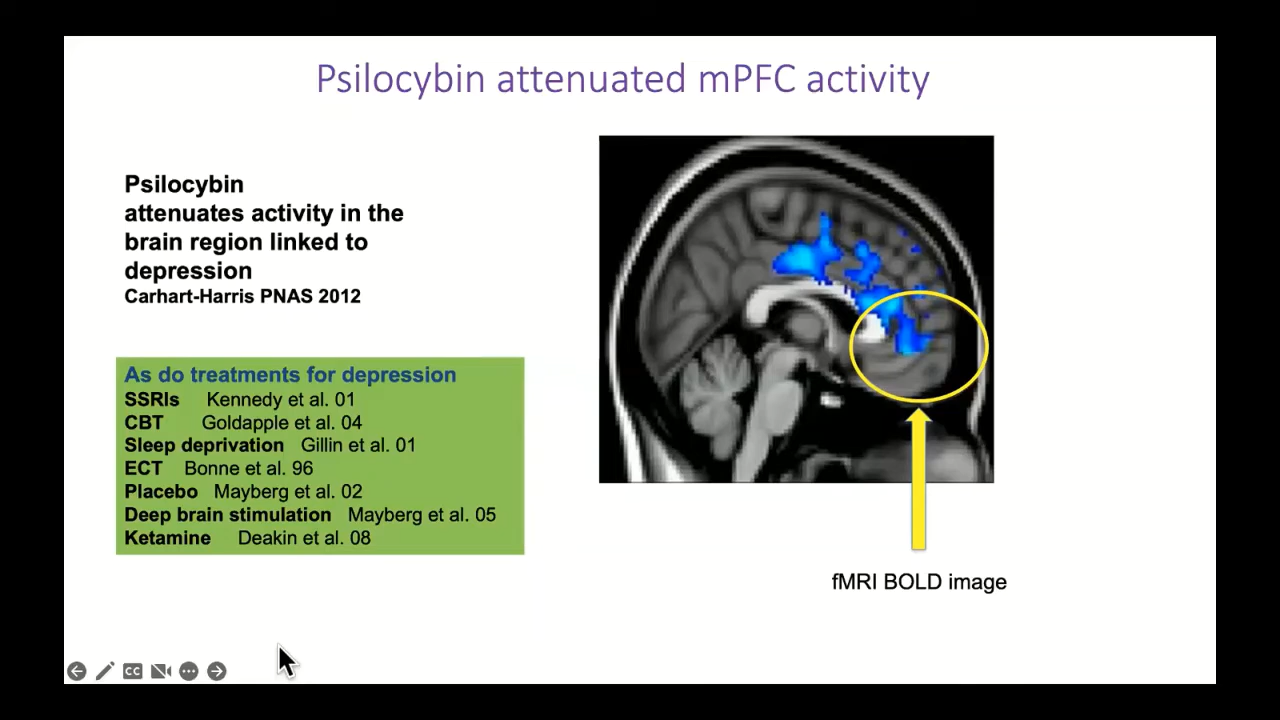 Psilocybin attenuated mPFC activity
Psilocybin
attenuates activity in the
brain region linked to
depression
Carhart-Harris PNAS 2012
As do treatments for depression
SSRIs Kennedy et al. 01
CBT Goldapple et al. 04
Sleep deprivation Gillin et al. 01
ECT Bonne et al. 96
Placebo Mayberg et al. 02
Deep brain stimulation Mayberg et al. 05
Ketamine Deakin et al. 08
fMRI BOLD image
CC